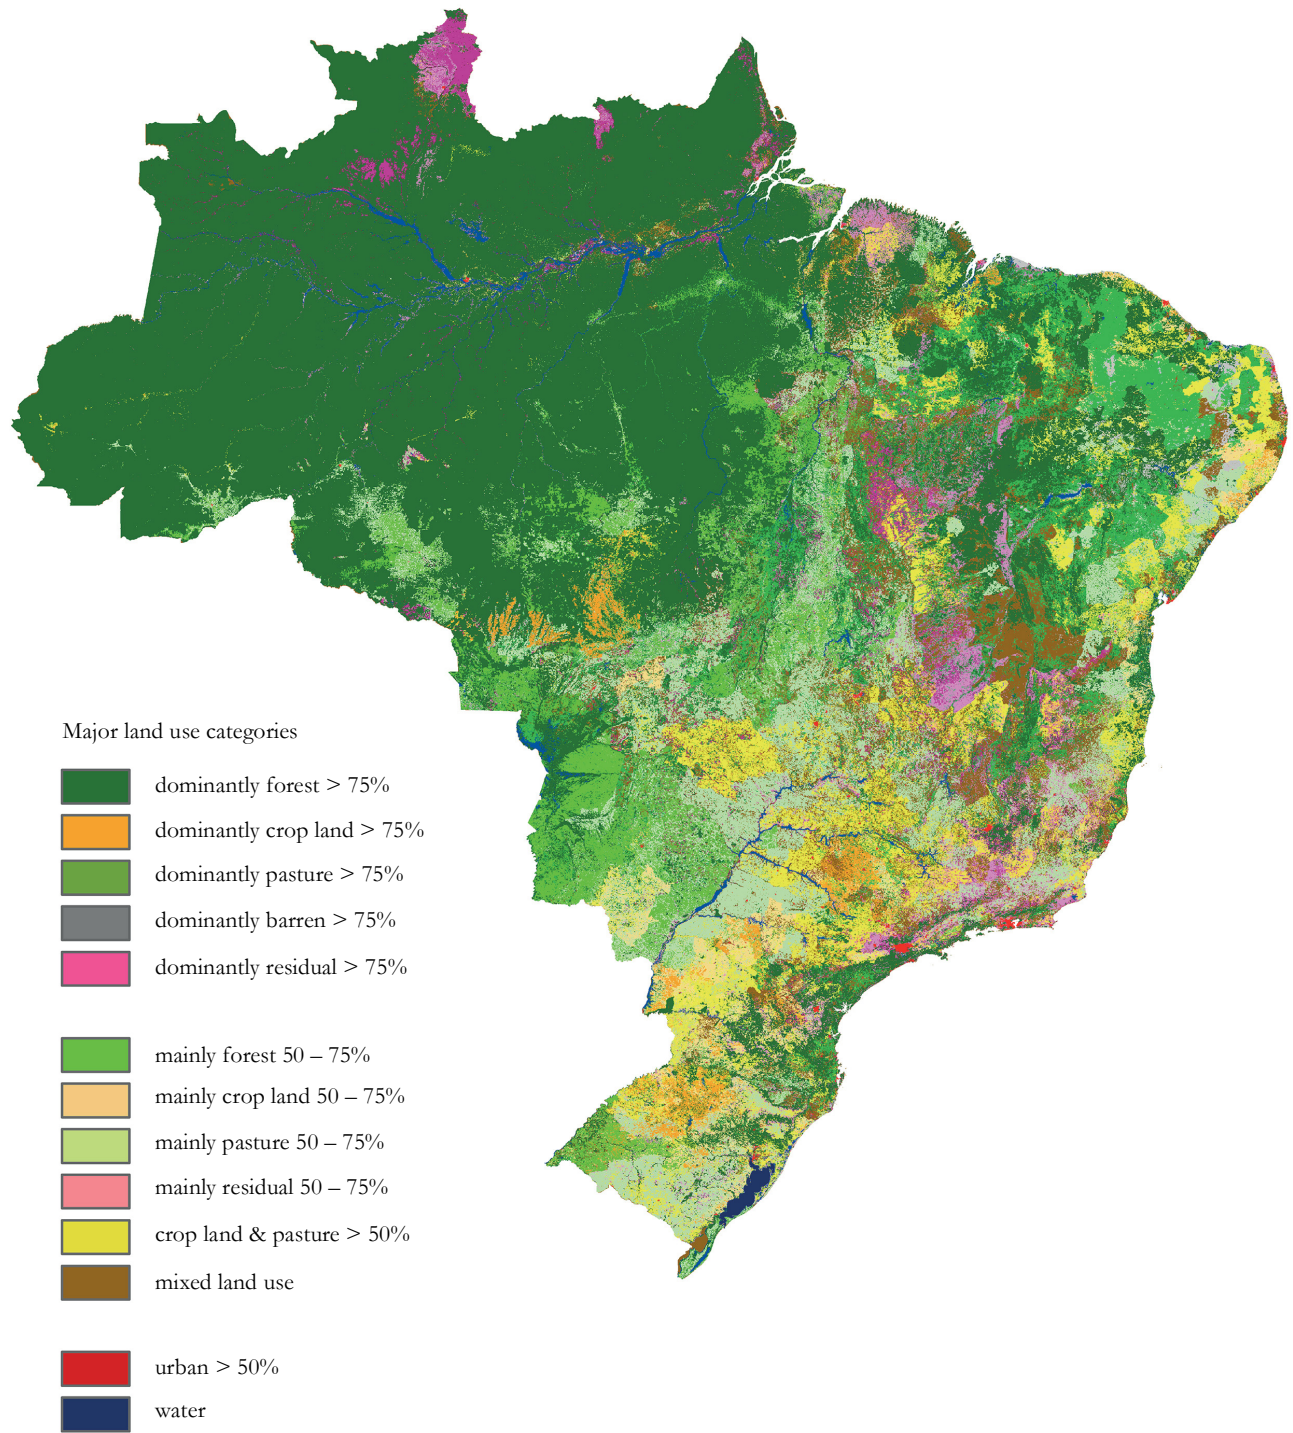 Major land use categories
dominantly forest > 75%
dominantly crop land > 75%
dominantly pasture > 75%
dominantly barren > 75%
dominantly residual > 75%
mainly forest 50 – 75%
mainly crop land 50 – 75%
mainly pasture 50 – 75%
mainly residual 50 – 75%
crop land & pasture > 50%
mixed land use
urban > 50%
water